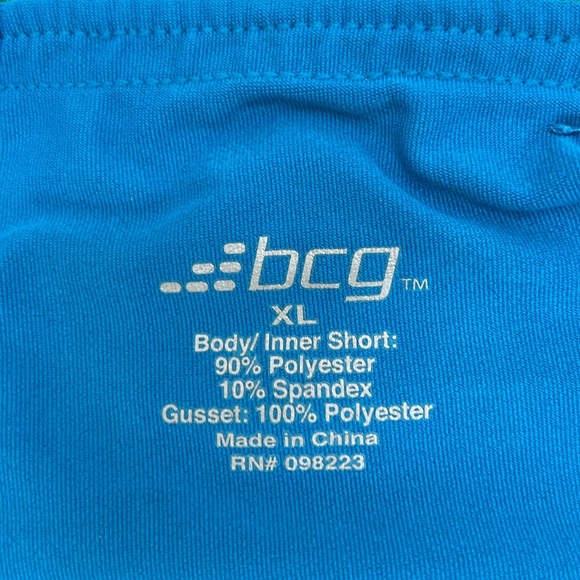 bcg™
XL
Body/ Inner Short:
90% Polyester
10% Spandex
Gusset: 100% Polyester
Made in China
RN# 098223